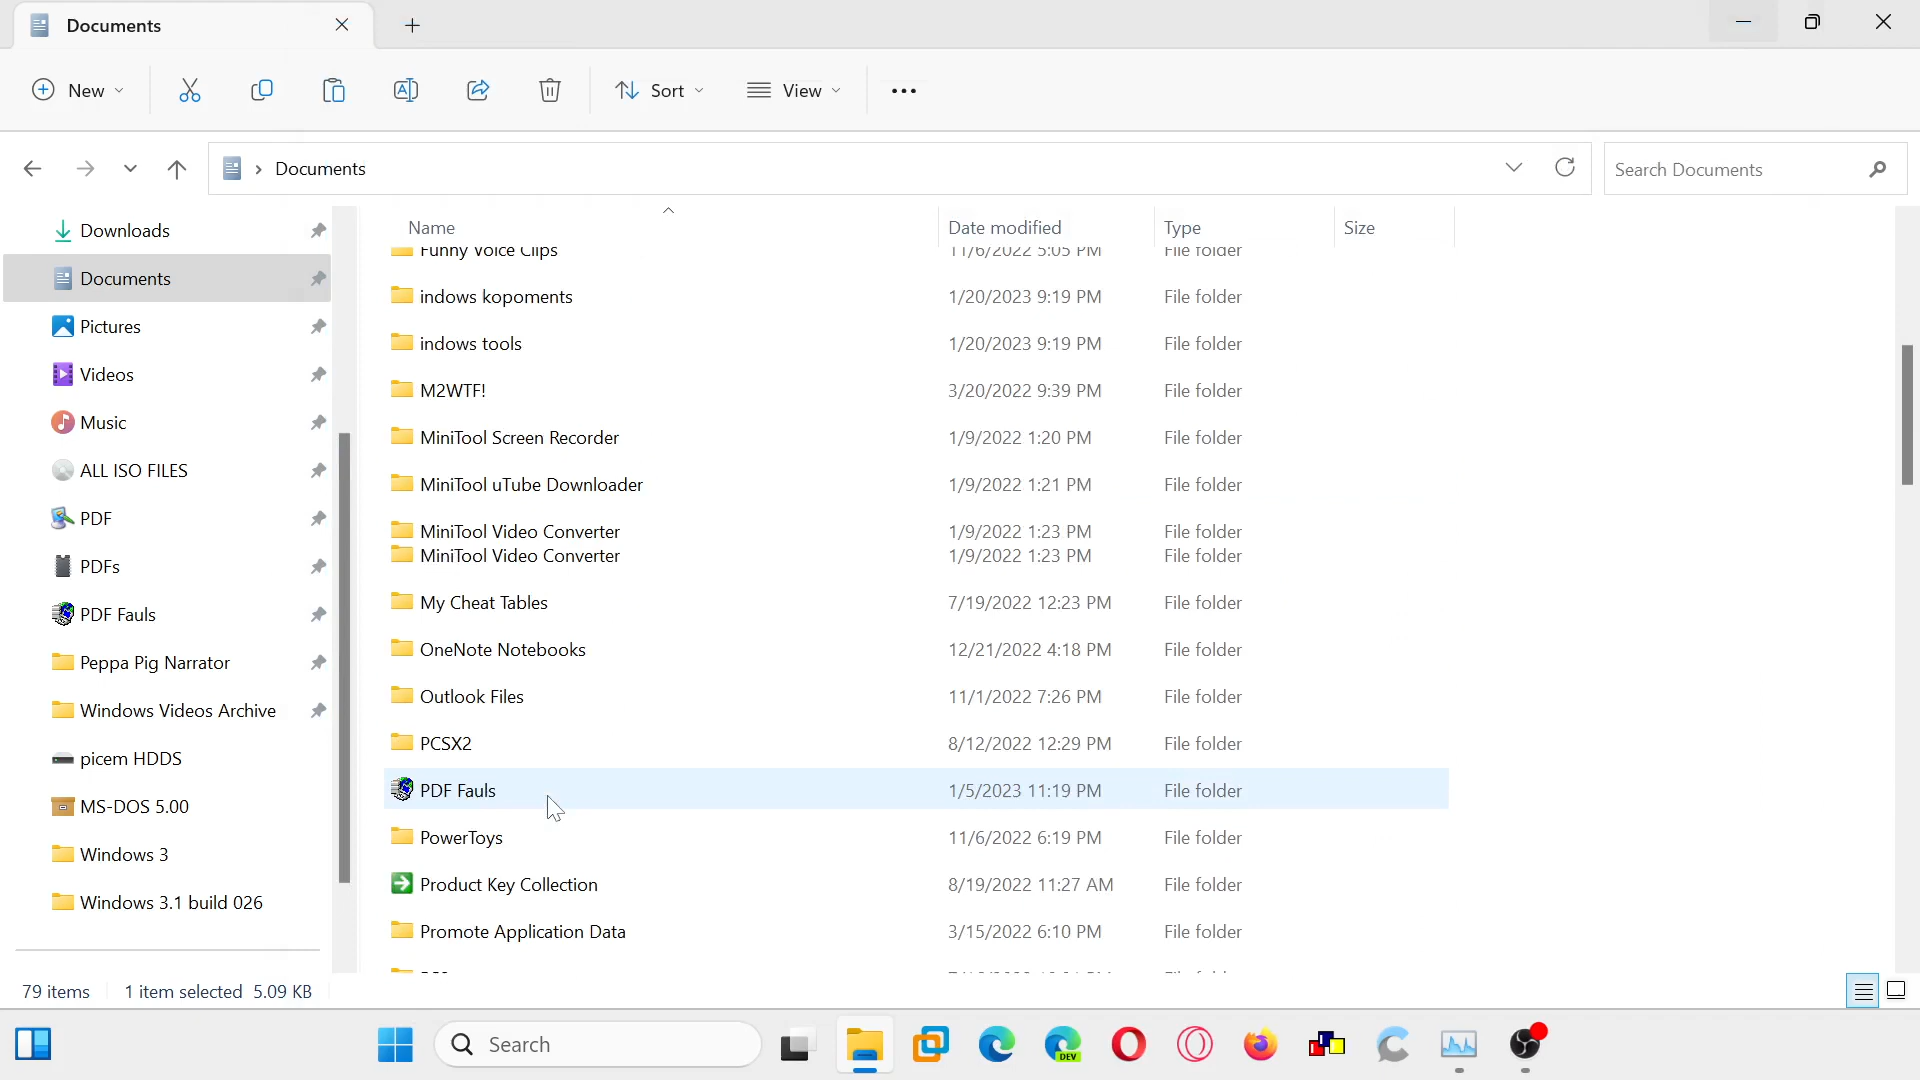 Documents
New
Sort
View
Documents
Search Documents
Downloads
Documents
Pictures
Videos
Music
ALL ISO FILES
PDF
PDFs
PDF Fauls
Peppa Pig Narrator
Windows Videos Archive
picem HDDS
MS-DOS 5.00
Windows 3
Windows 3.1 build 026
Name Date modified Type Size
Funny Voice Clips 11/6/2022 5:05 PM File folder
indows kopoments 1/20/2023 9:19 PM File folder
indows tools 1/20/2023 9:19 PM File folder
M2WTF! 3/20/2022 9:39 PM File folder
MiniTool Screen Recorder 1/9/2022 1:20 PM File folder
MiniTool uTube Downloader 1/9/2022 1:21 PM File folder
MiniTool Video Converter 1/9/2022 1:23 PM File folder
MiniTool Video Converter 1/9/2022 1:23 PM File folder
My Cheat Tables 7/19/2022 12:23 PM File folder
OneNote Notebooks 12/21/2022 4:18 PM File folder
Outlook Files 11/1/2022 7:26 PM File folder
PCSX2 8/12/2022 12:29 PM File folder
PDF Fauls 1/5/2023 11:19 PM File folder
PowerToys 11/6/2022 6:19 PM File folder
Product Key Collection 8/19/2022 11:27 AM File folder
Promote Application Data 3/15/2022 6:10 PM File folder
79 items 1 item selected 5.09 KB
Search
DEV